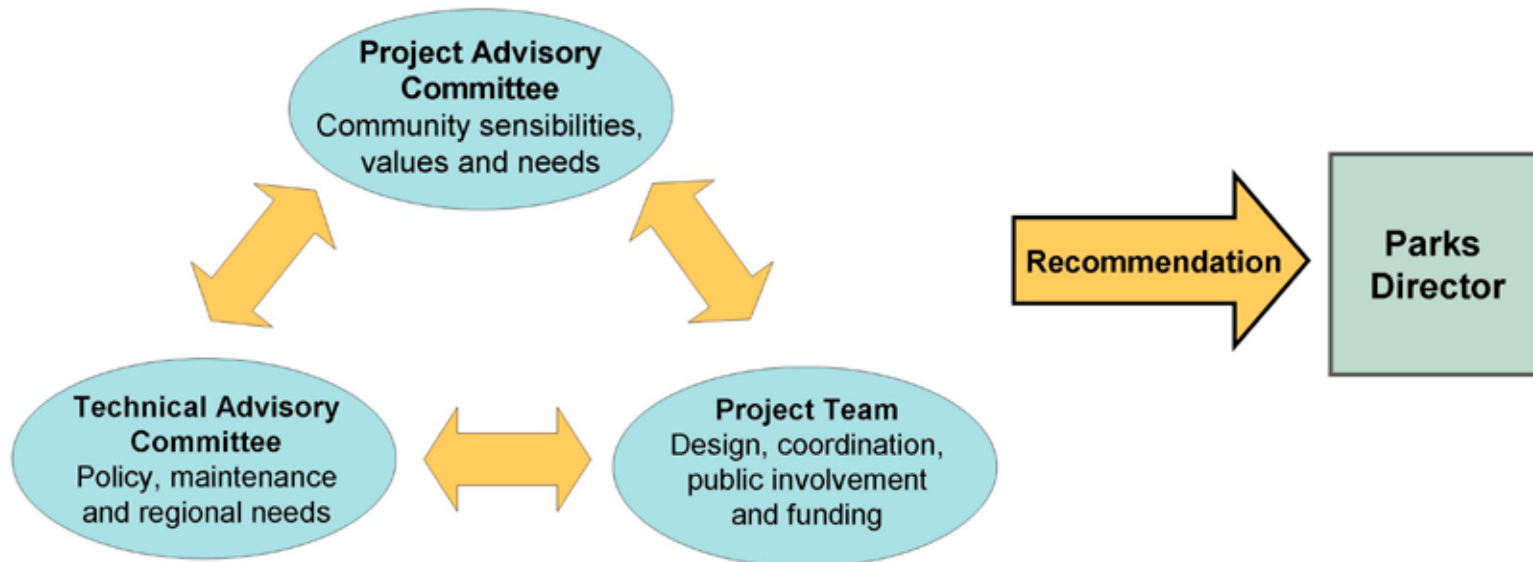 Project Advisory
Committee
Community sensibilities,
values and needs
Recommendation
Parks
Director
Technical Advisory
Committee
Policy, maintenance
and regional needs
Project Team
Design, coordination,
public involvement
and funding